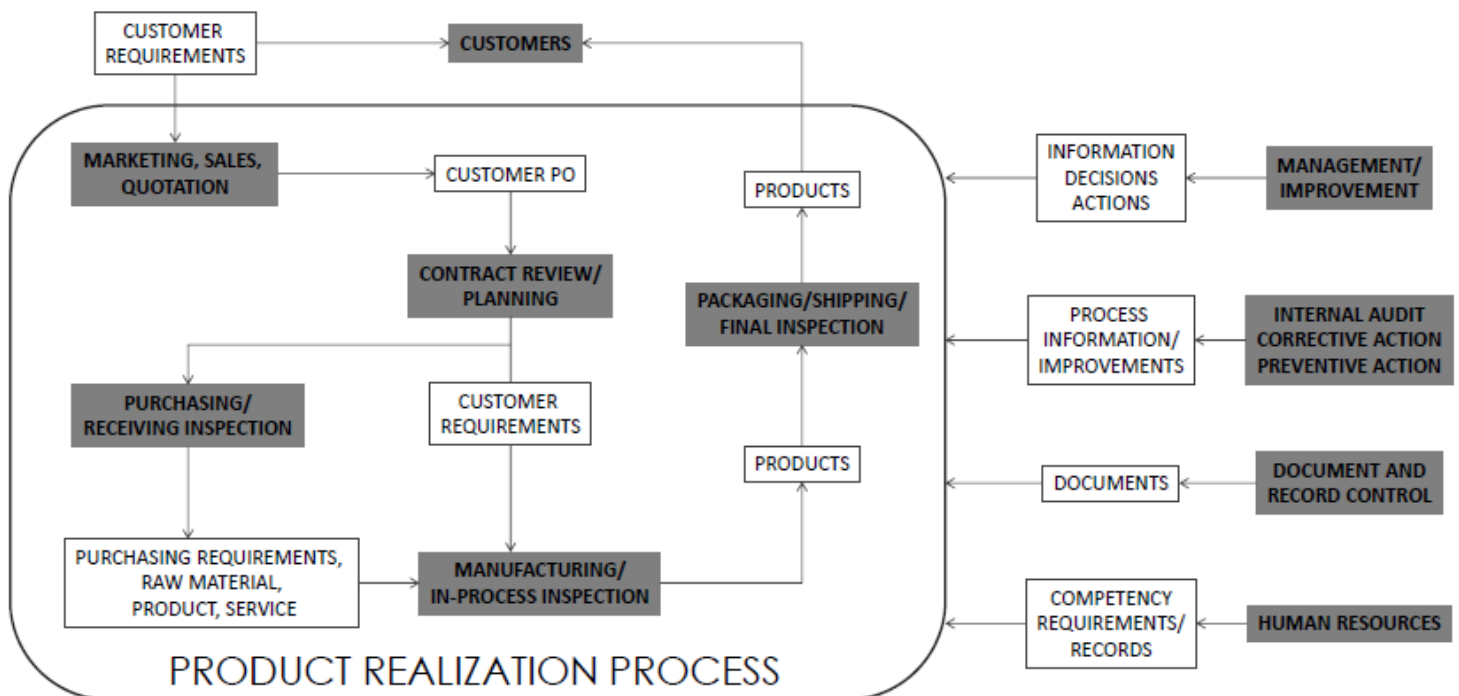 CUSTOMER
REQUIREMENTS
CUSTOMERS
MARKETING, SALES,
QUOTATION
CUSTOMER PO
PRODUCTS
CONTRACT REVIEW/
PLANNING
PACKAGING/SHIPPING/
FINAL INSPECTION
PURCHASING/
RECEIVING INSPECTION
CUSTOMER
REQUIREMENTS
PRODUCTS
PURCHASING REQUIREMENTS,
RAW MATERIAL,
PRODUCT, SERVICE
MANUFACTURING/
IN-PROCESS INSPECTION
PRODUCT REALIZATION PROCESS
INFORMATION
DECISIONS
ACTIONS
MANAGEMENT/
IMPROVEMENT
PROCESS
INFORMATION/
IMPROVEMENTS
INTERNAL AUDIT
CORRECTIVE ACTION
PREVENTIVE ACTION
DOCUMENTS
DOCUMENT AND
RECORD CONTROL
COMPETENCY
REQUIREMENTS/
RECORDS
HUMAN RESOURCES